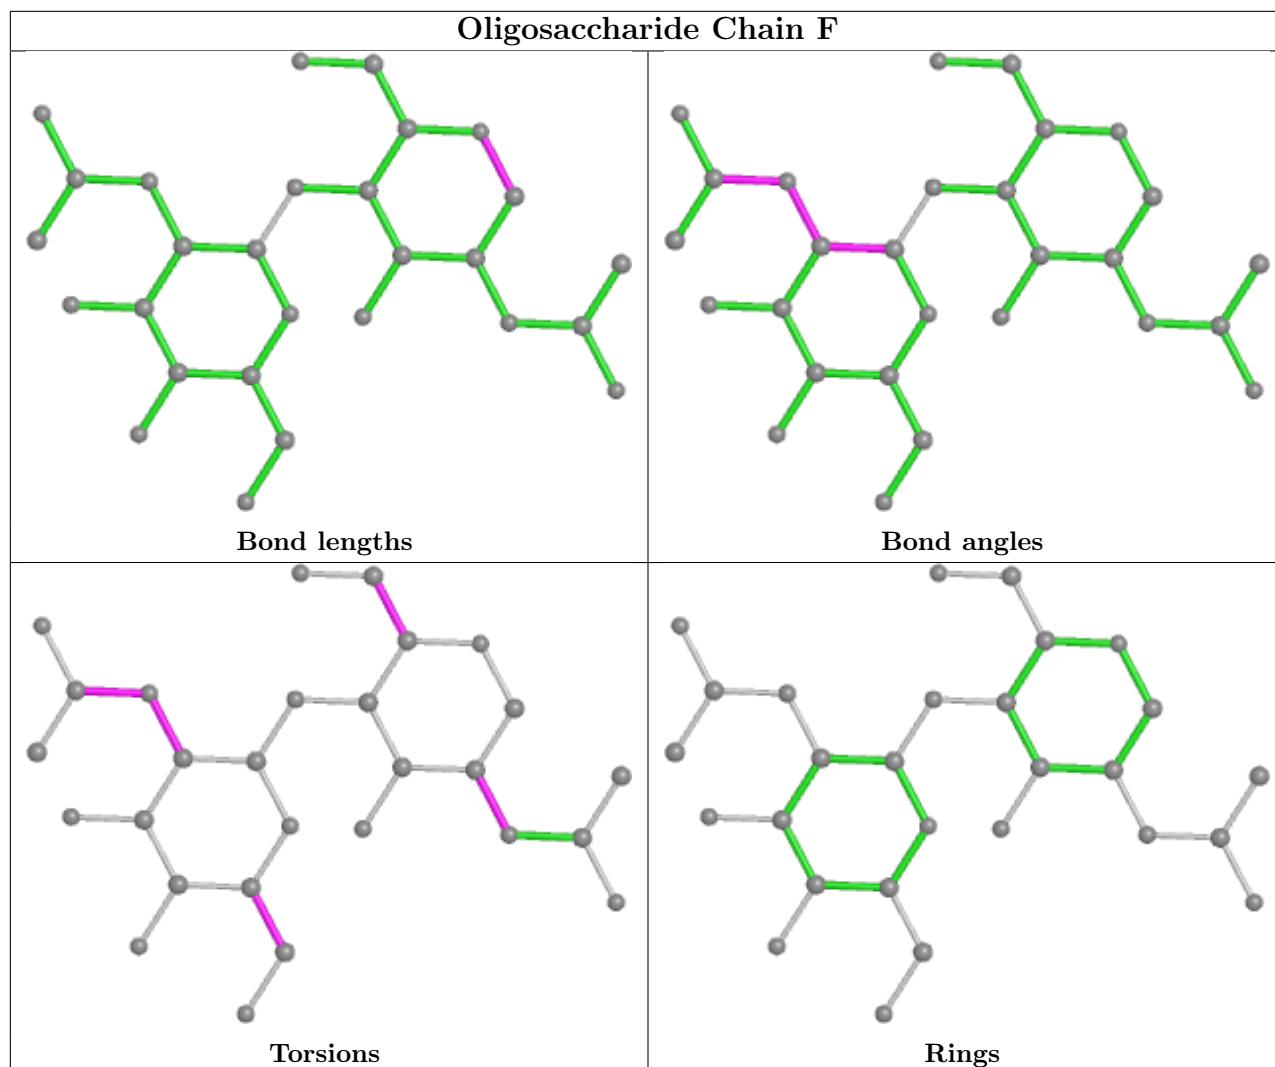 Oligosaccharide Chain F
Bond lengths
Bond angles
Torsions
Rings